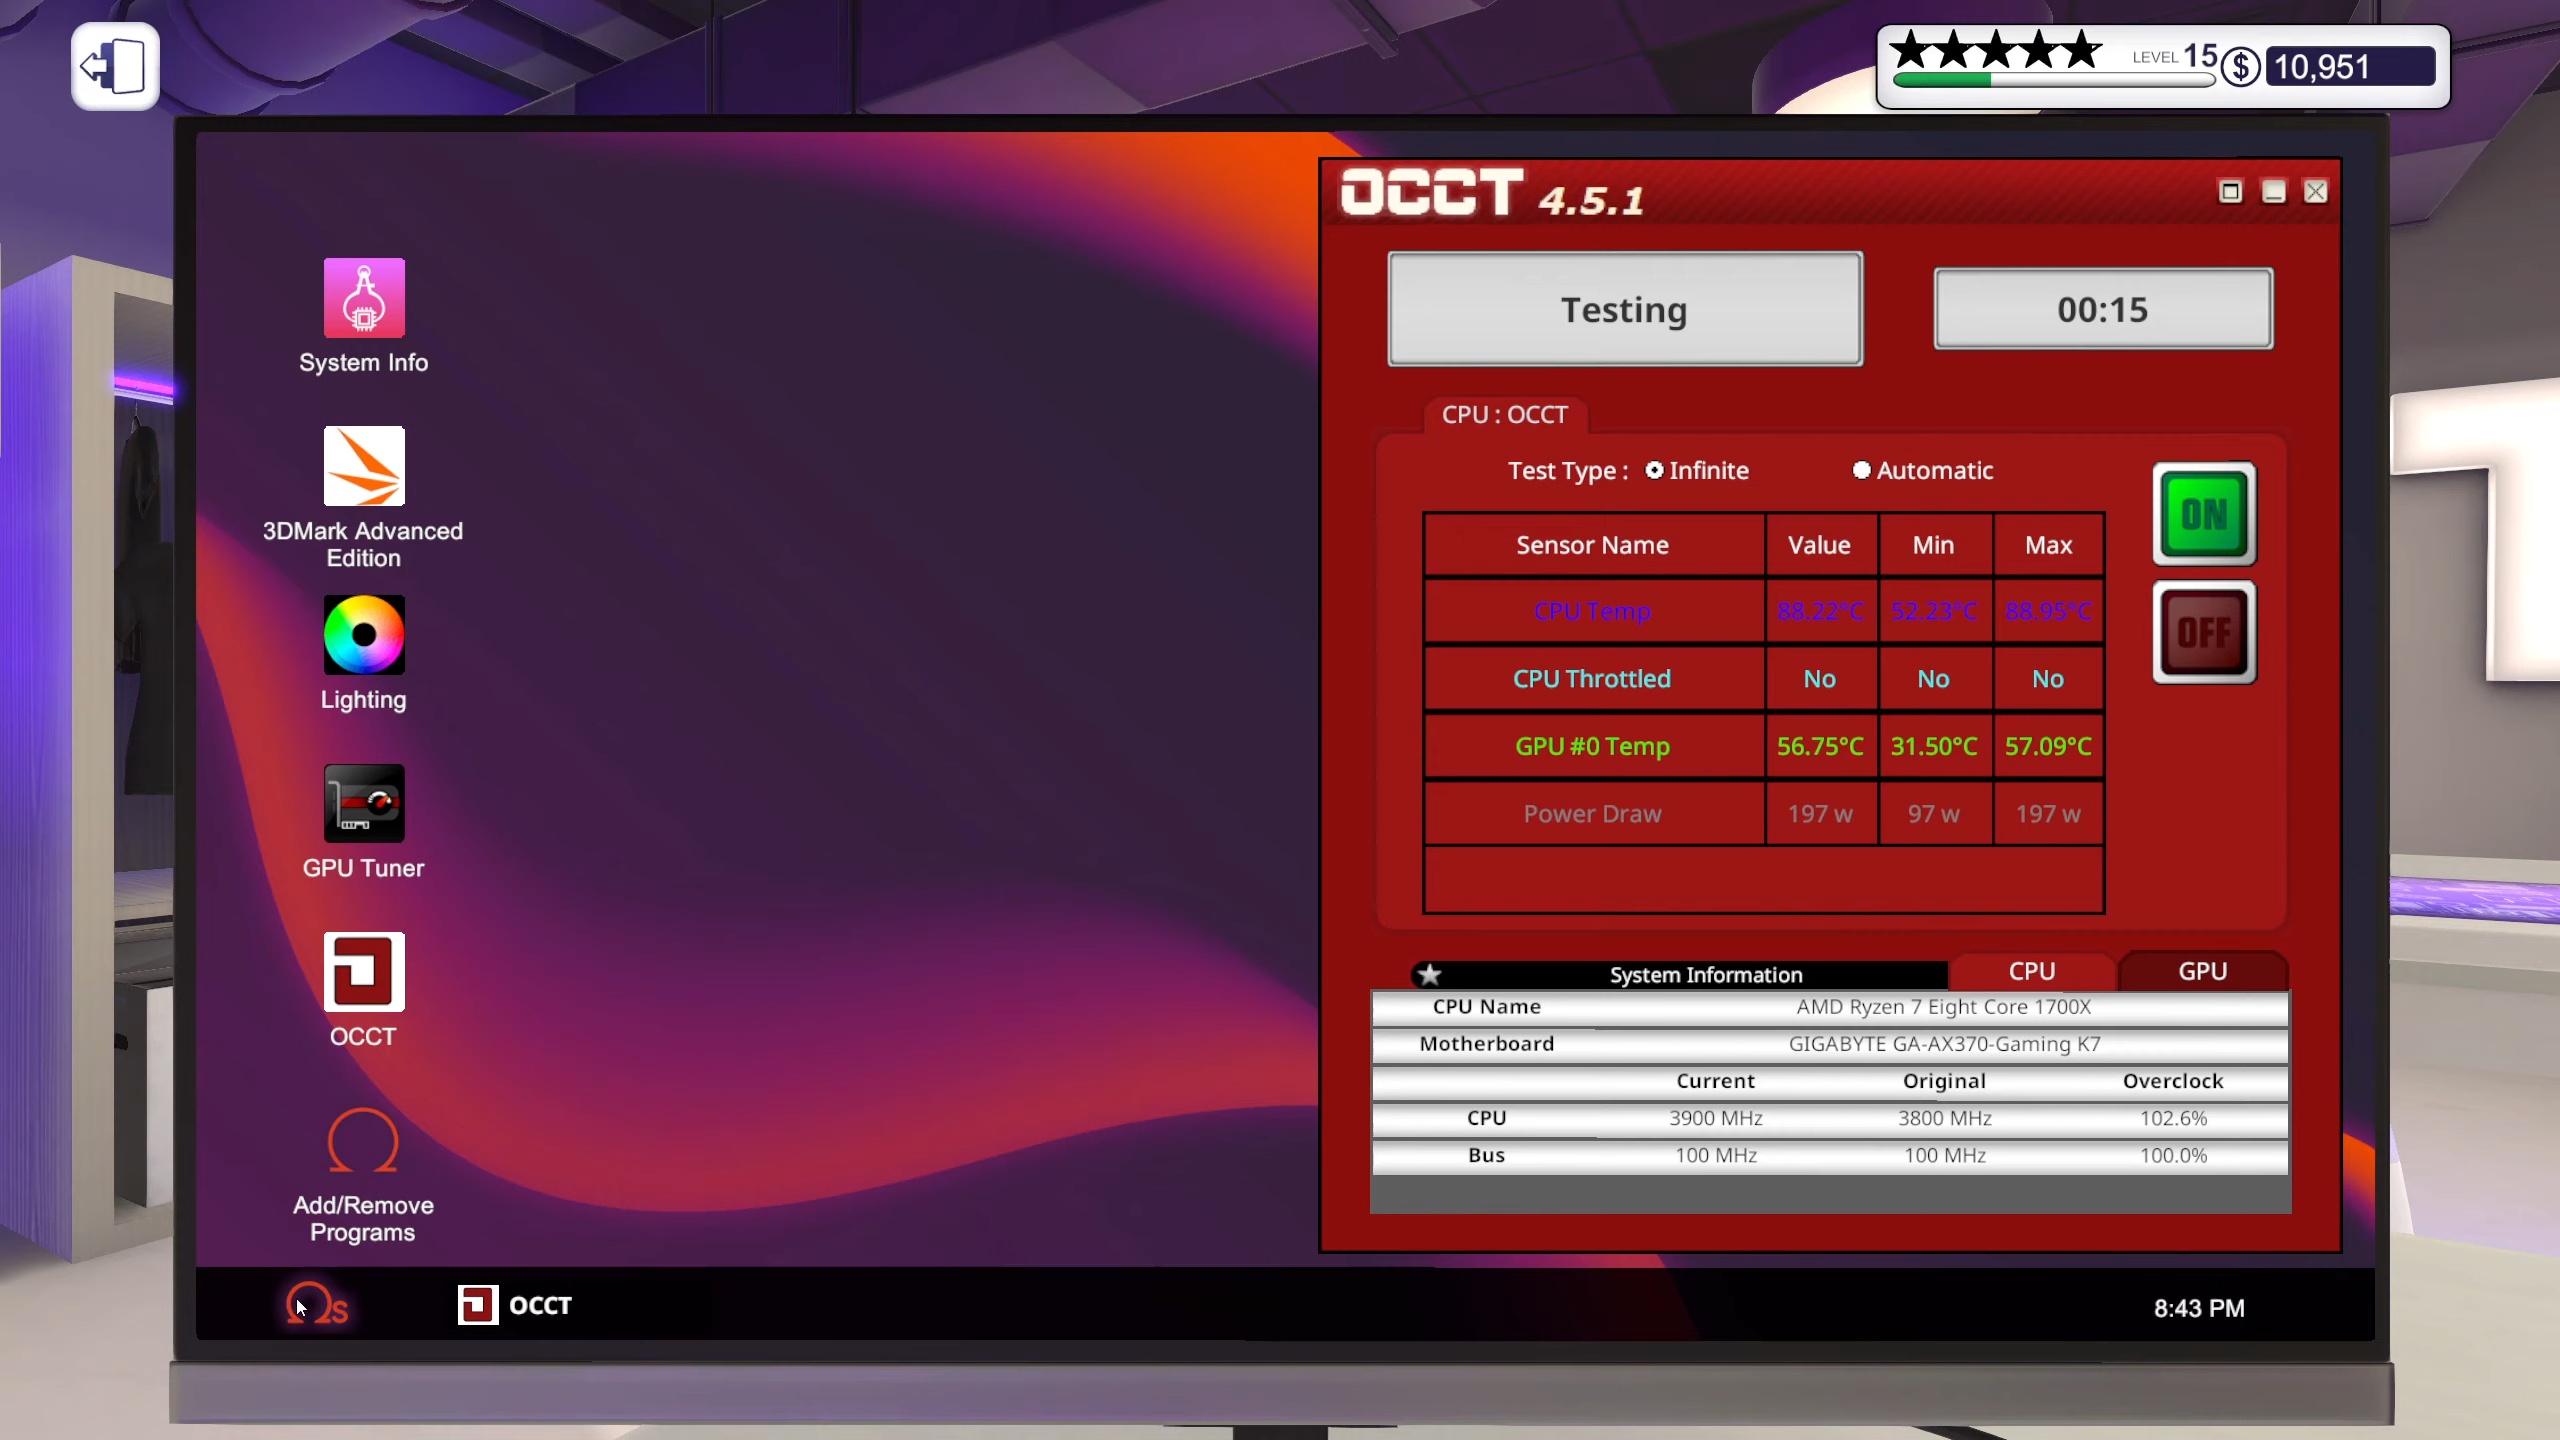 LEVEL 15 $ 10,951
OCCT 4.5.1
Testing
00:15
CPU : OCCT
Test Type : Infinite Automatic
ON
OFF
Sensor Name Value Min Max
CPU Temp 88.22°C 52.23°C 88.95°C
CPU Throttled No No No
GPU #0 Temp 56.75°C 31.50°C 57.09°C
Power Draw 197 w 97 w 197 w
System Information CPU GPU
CPU Name AMD Ryzen 7 Eight Core 1700X
Motherboard GIGABYTE GA-AX370-Gaming K7
Current Original Overclock
CPU 3900 MHz 3800 MHz 102.6%
Bus 100 MHz 100 MHz 100.0%
System Info
3DMark Advanced
Edition
Lighting
GPU Tuner
OCCT
Add/Remove
Programs
Ωs
OCCT
8:43 PM
T